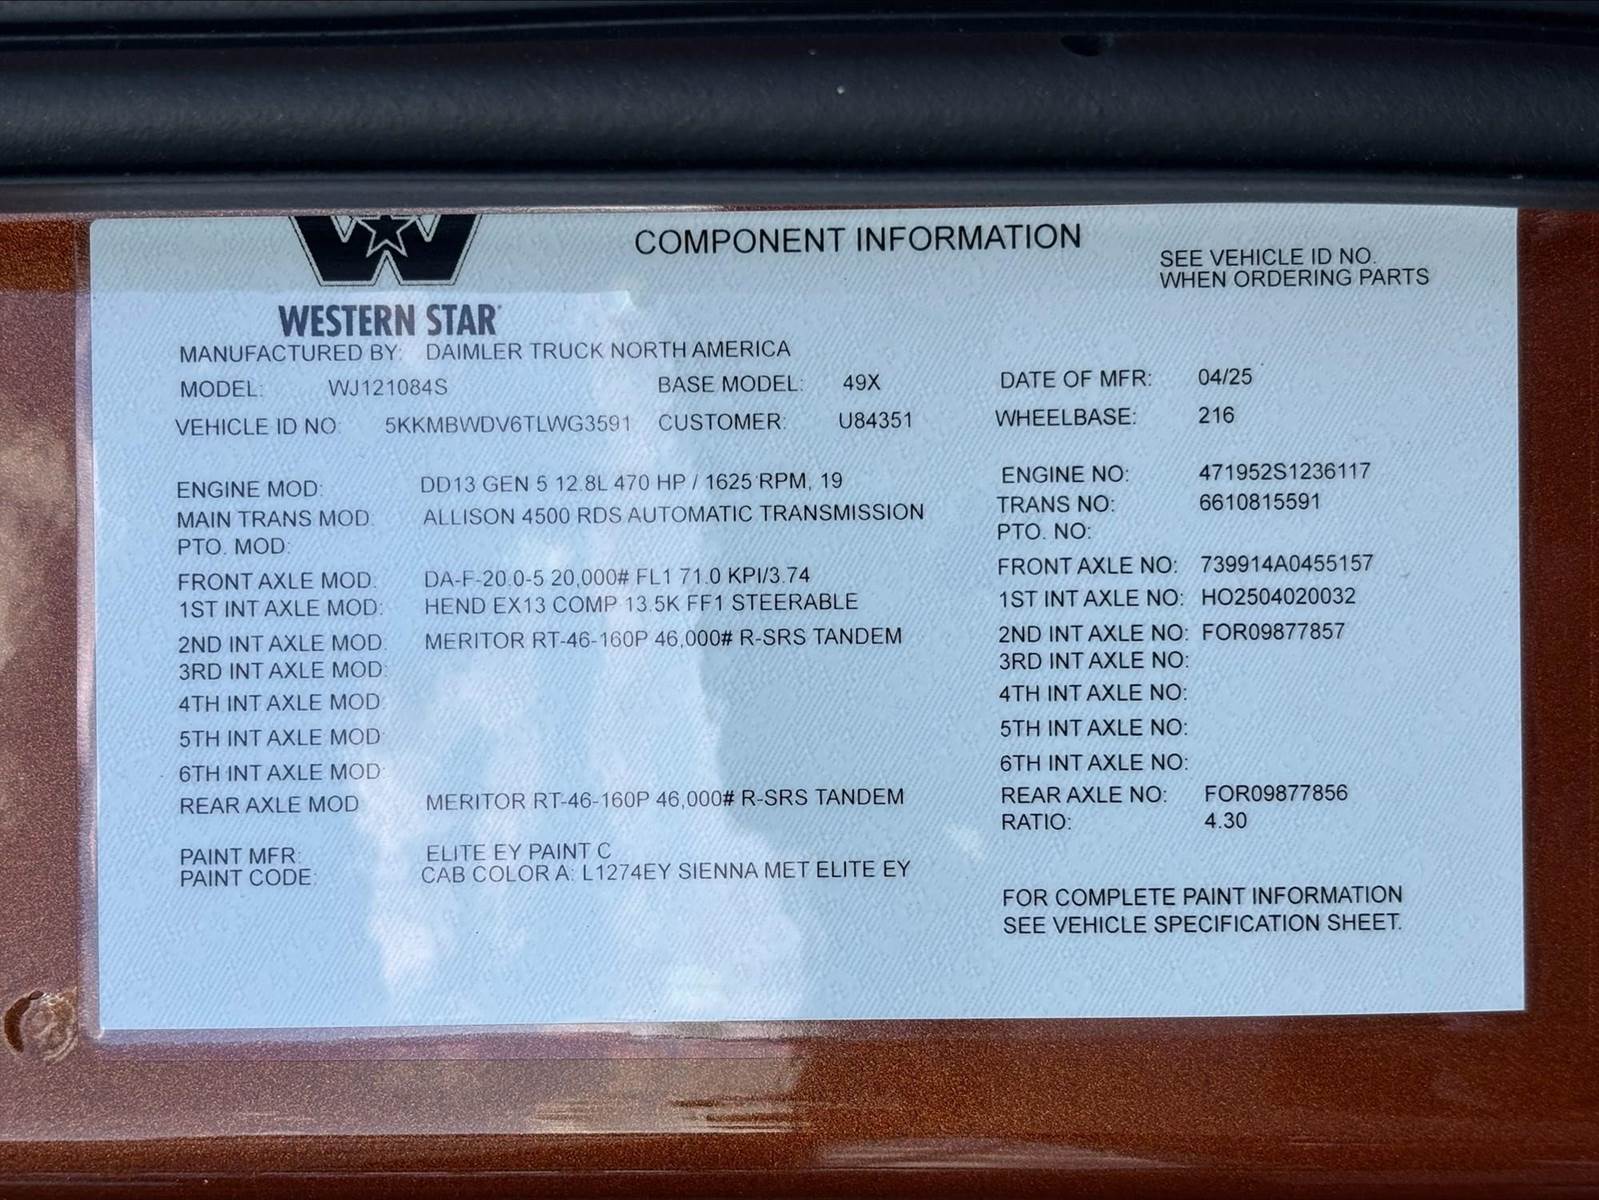 COMPONENT INFORMATION
SEE VEHICLE ID NO.
WHEN ORDERING PARTS
WESTERN STAR
MANUFACTURED BY: DAIMLER TRUCK NORTH AMERICA
MODEL: WJ121084S BASE MODEL: 49X DATE OF MFR: 04/25
VEHICLE ID NO: 5KKMBWDV6TLWG3591 CUSTOMER: U84351 WHEELBASE: 216
ENGINE MOD: DD13 GEN 5 12.8L 470 HP / 1625 RPM, 19 ENGINE NO: 471952S1236117
MAIN TRANS MOD: ALLISON 4500 RDS AUTOMATIC TRANSMISSION TRANS NO: 6610815591
PTO. MOD: PTO. NO:
FRONT AXLE MOD: DA-F-20.0-5 20,000# FL1 71.0 KPI/3.74 FRONT AXLE NO: 739914A0455157
1ST INT AXLE MOD: HEND EX13 COMP 13.5K FF1 STEERABLE 1ST INT AXLE NO: HO2504020032
2ND INT AXLE MOD: MERITOR RT-46-160P 46,000# R-SRS TANDEM 2ND INT AXLE NO: FOR09877857
3RD INT AXLE MOD: 3RD INT AXLE NO:
4TH INT AXLE MOD: 4TH INT AXLE NO:
5TH INT AXLE MOD: 5TH INT AXLE NO:
6TH INT AXLE MOD: 6TH INT AXLE NO:
REAR AXLE MOD: MERITOR RT-46-160P 46,000# R-SRS TANDEM REAR AXLE NO: FOR09877856
RATIO: 4.30
PAINT MFR: ELITE EY PAINT C
PAINT CODE: CAB COLOR A: L1274EY SIENNA MET ELITE EY
FOR COMPLETE PAINT INFORMATION
SEE VEHICLE SPECIFICATION SHEET.